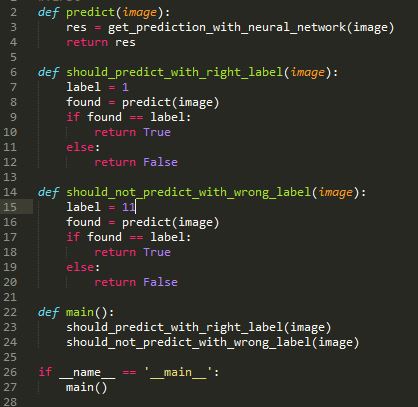 2 def predict(image):
3     res = get_prediction_with_neural_network(image)
4     return res
5
6 def should_predict_with_right_label(image):
7     label = 1
8     found = predict(image)
9     if found == label:
10         return True
11     else:
12         return False
13
14 def should_not_predict_with_wrong_label(image):
15     label = 11
16     found = predict(image)
17     if found == label:
18         return True
19     else:
20         return False
21
22 def main():
23     should_predict_with_right_label(image)
24     should_not_predict_with_wrong_label(image)
25
26 if __name__ == '__main__':
27     main()
28